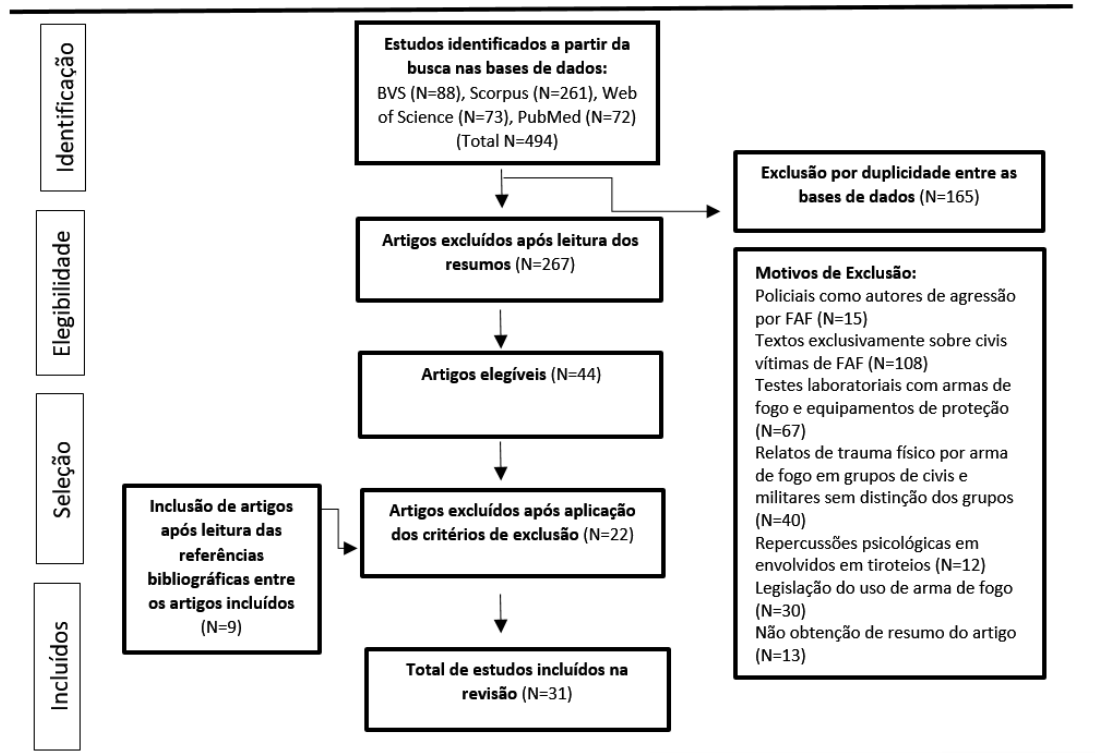 Identificação
Estudos identificados a partir da
busca nas bases de dados:
BVS (N=88), Scorpus (N=261), Web
of Science (N=73), PubMed (N=72)
(Total N=494)
Exclusão por duplicidade entre as
bases de dados (N=165)
Elegibilidade
Artigos excluídos após leitura dos
resumos (N=267)
Artigos elegíveis (N=44)
Motivos de Exclusão:
Policiais como autores de agressão
por FAF (N=15)
Textos exclusivamente sobre civis
vítimas de FAF (N=108)
Testes laboratoriais com armas de
fogo e equipamentos de proteção
(N=67)
Relatos de trauma físico por arma
de fogo em grupos de civis e
militares sem distinção dos grupos
(N=40)
Repercussões psicológicas em
envolvidos em tiroteios (N=12)
Legislação do uso de arma de fogo
(N=30)
Não obtenção de resumo do artigo
(N=13)
Seleção
Inclusão de artigos
após leitura das
referências
bibliográficas entre
os artigos incluídos
(N=9)
Artigos excluídos após aplicação
dos critérios de exclusão (N=22)
Incluídos
Total de estudos incluídos na
revisão (N=31)